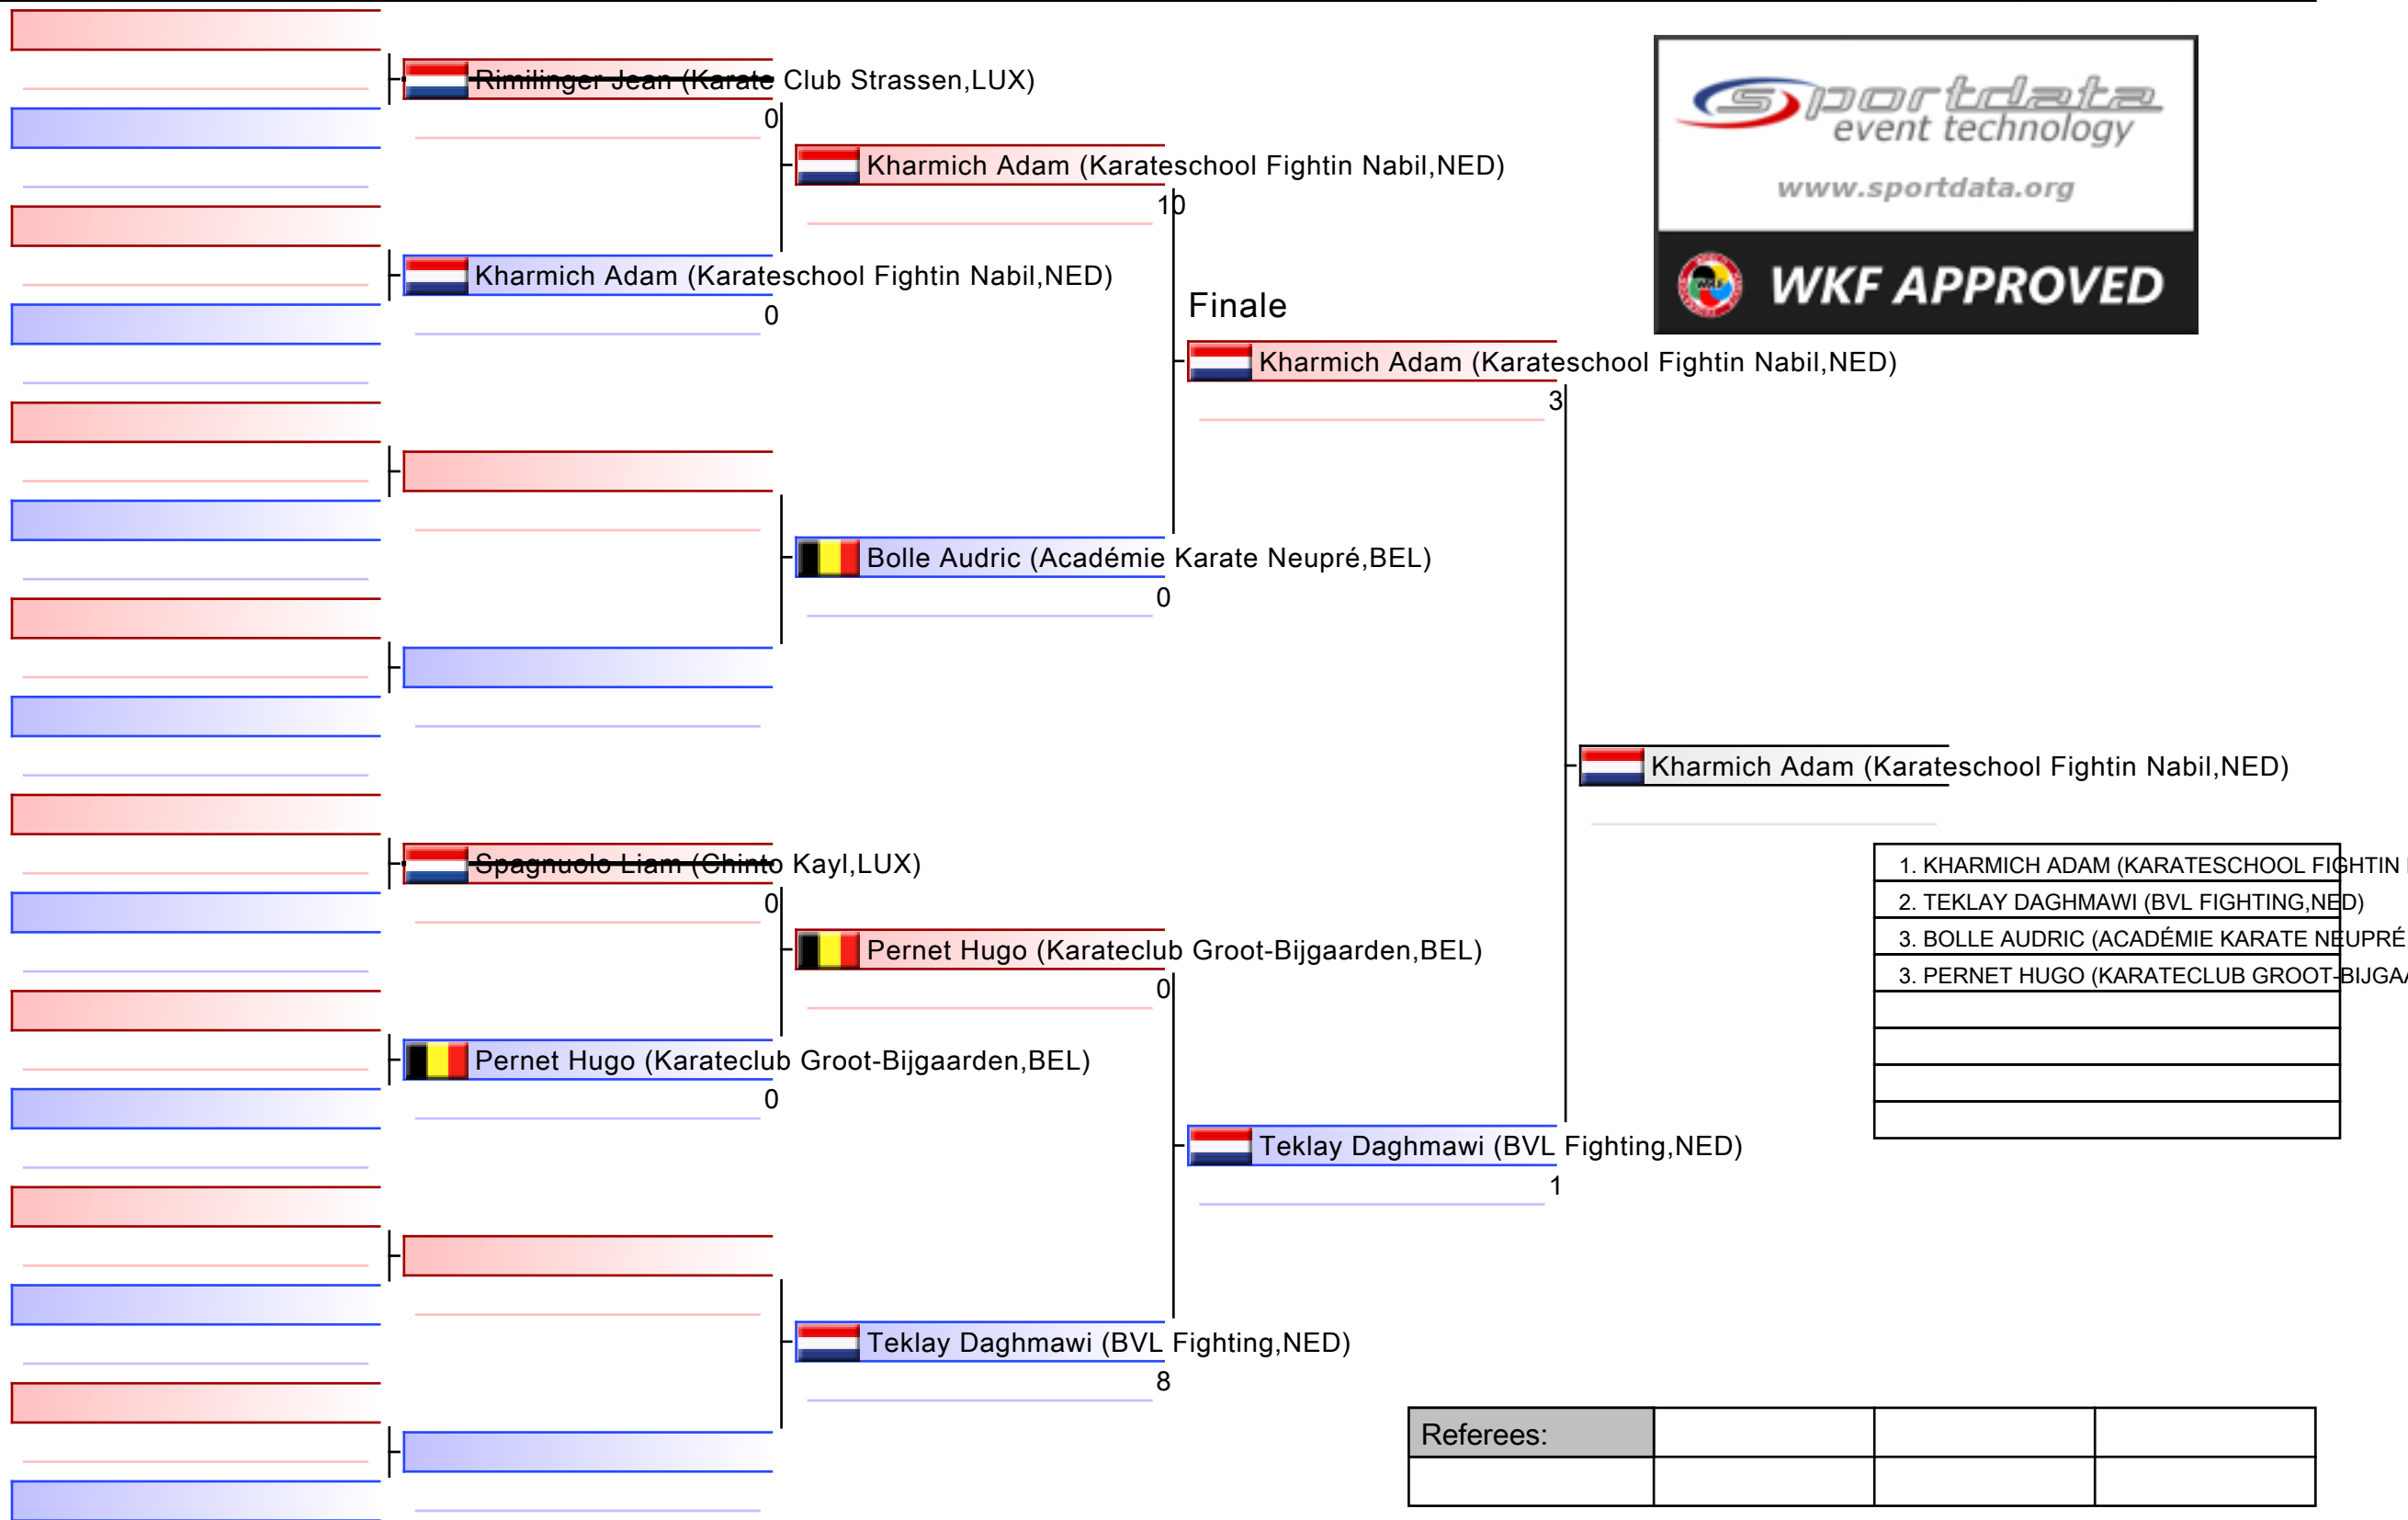 Rimilinger Jean (Karate Club Strassen,LUX)
0
Kharmich Adam (Karateschool Fightin Nabil,NED)
10
Kharmich Adam (Karateschool Fightin Nabil,NED)
0
Finale
Kharmich Adam (Karateschool Fightin Nabil,NED)
3
Bolle Audric (Académie Karate Neupré,BEL)
0
Kharmich Adam (Karateschool Fightin Nabil,NED)
Spagnuolo Liam (Chinto Kayl,LUX)
0
Pernet Hugo (Karateclub Groot-Bijgaarden,BEL)
0
Pernet Hugo (Karateclub Groot-Bijgaarden,BEL)
0
Teklay Daghmawi (BVL Fighting,NED)
1
Teklay Daghmawi (BVL Fighting,NED)
8
sportdata
event technology
www.sportdata.org
WKF APPROVED
1. KHARMICH ADAM (KARATESCHOOL FIGHTIN
2. TEKLAY DAGHMAWI (BVL FIGHTING,NED)
3. BOLLE AUDRIC (ACADÉMIE KARATE NEUPRÉ
3. PERNET HUGO (KARATECLUB GROOT-BIJGAA
Referees: